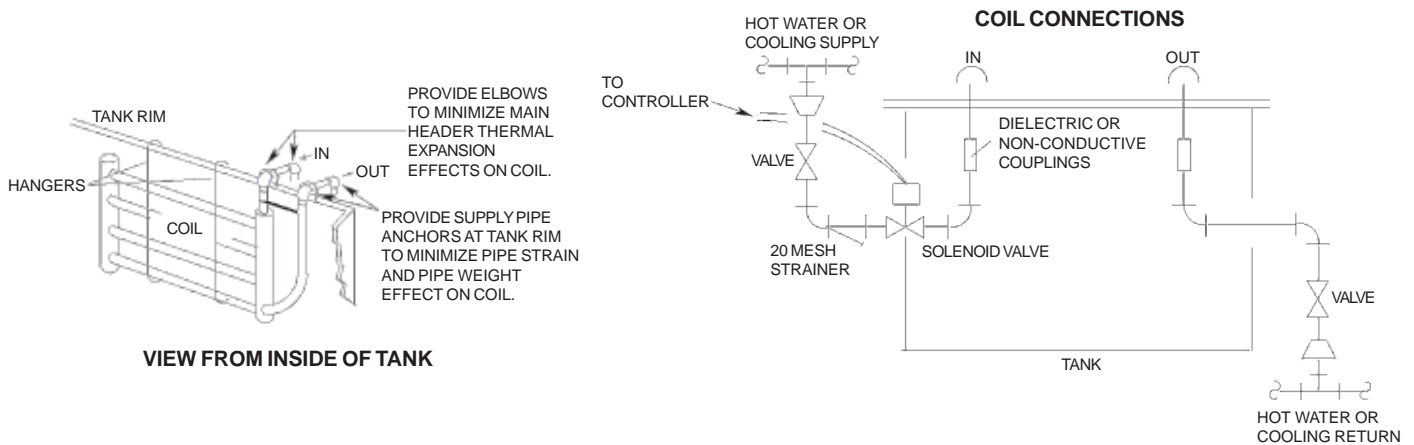 TANK RIM
HANGERS
COIL
PROVIDE ELBOWS
TO MINIMIZE MAIN
HEADER THERMAL
EXPANSION
EFFECTS ON COIL.
IN
OUT
PROVIDE SUPPLY PIPE
ANCHORS AT TANK RIM
TO MINIMIZE PIPE STRAIN
AND PIPE WEIGHT
EFFECT ON COIL.
VIEW FROM INSIDE OF TANK
COIL CONNECTIONS
HOT WATER OR
COOLING SUPPLY
IN
OUT
TO
CONTROLLER
VALVE
DIELECTRIC OR
NON-CONDUCTIVE
COUPLINGS
20 MESH
STRAINER
SOLENOID VALVE
VALVE
TANK
HOT WATER OR
COOLING RETURN